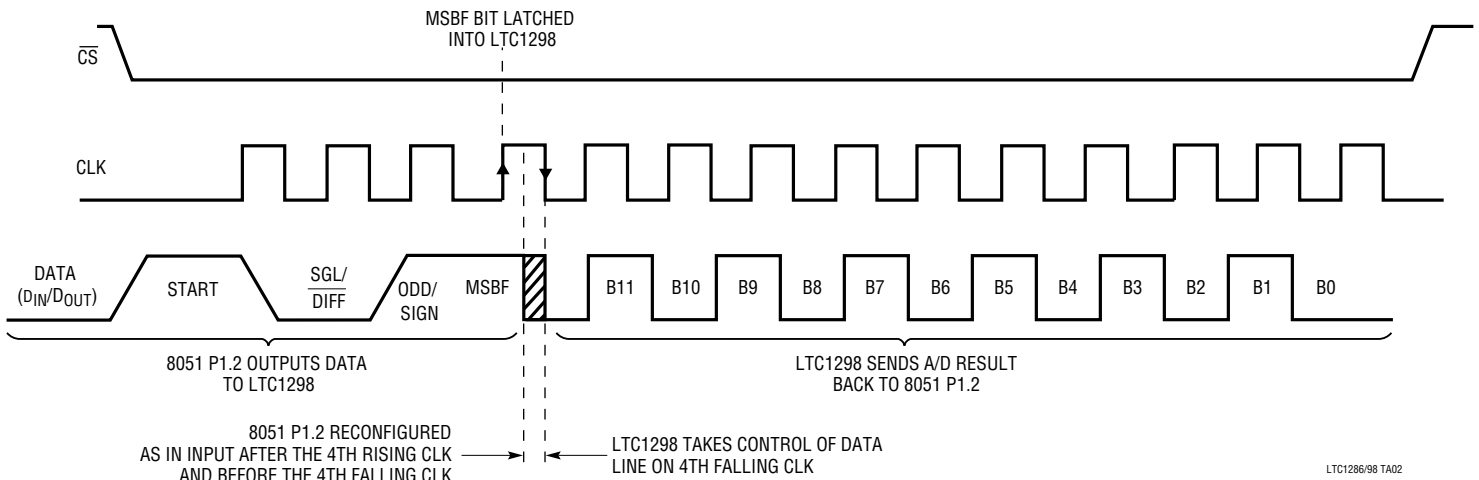 MSBF BIT LATCHED
INTO LTC1298
CS
CLK
DATA
(DIN/DOUT)
START
SGL/
DIFF
ODD/
SIGN
MSBF
B11
B10
B9
B8
B7
B6
B5
B4
B3
B2
B1
B0
8051 P1.2 OUTPUTS DATA
TO LTC1298
LTC1298 SENDS A/D RESULT
BACK TO 8051 P1.2
8051 P1.2 RECONFIGURED
AS IN INPUT AFTER THE 4TH RISING CLK
AND BEFORE THE 4TH FALLING CLK
LTC1298 TAKES CONTROL OF DATA
LINE ON 4TH FALLING CLK
LTC1286/98 TA02